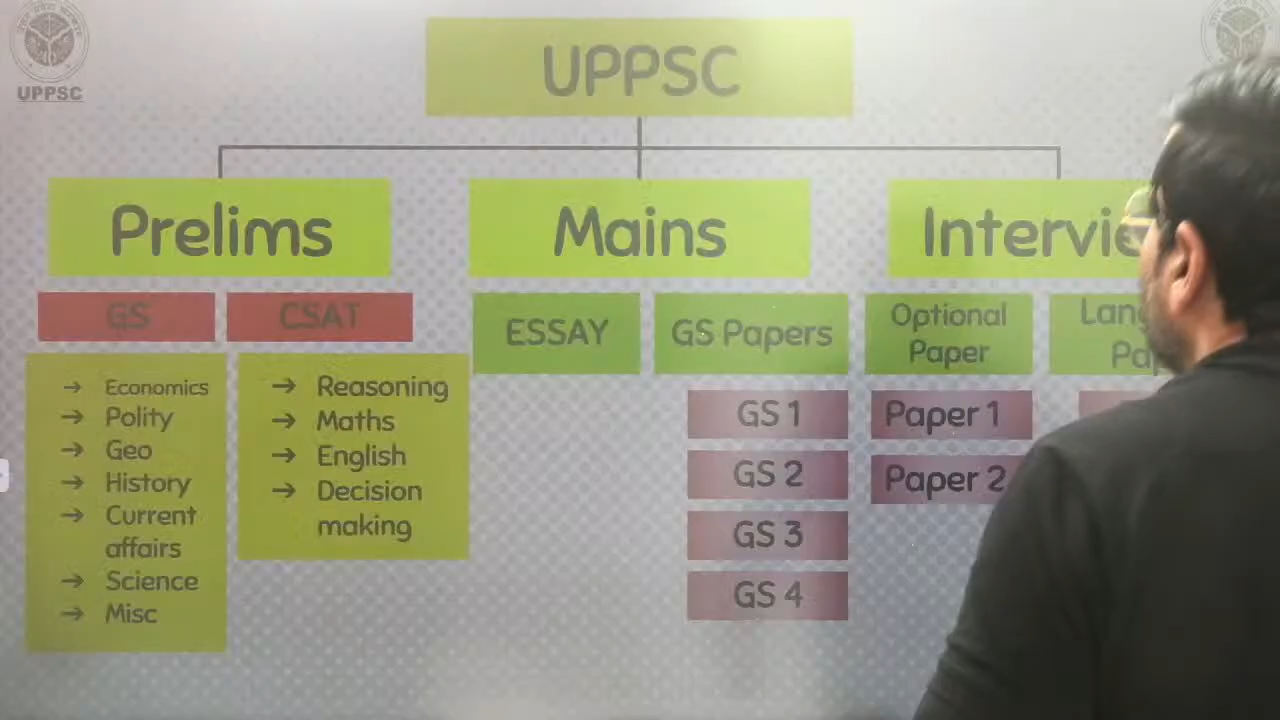 UPPSC
UPPSC
Prelims
Mains
GS
CSAT
ESSAY
GS Papers
Optional
Paper
→ Economics
→ Polity
→ Geo
→ History
→ Current
affairs
→ Science
→ Misc
→ Reasoning
→ Maths
→ English
→ Decision
making
GS 1
GS 2
GS 3
GS 4
Paper 1
Paper 2